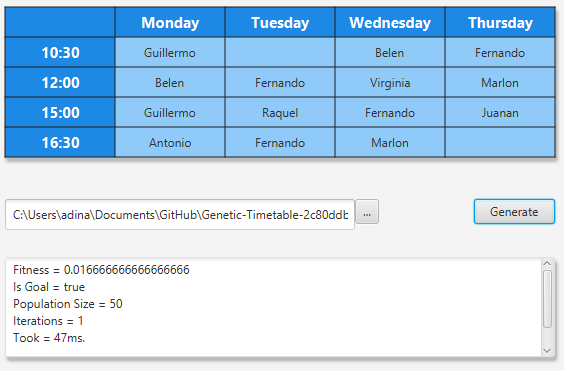 Monday Tuesday Wednesday Thursday
10:30 Guillermo Belen Fernando
12:00 Belen Fernando Virginia Marlon
15:00 Guillermo Raquel Fernando Juanan
16:30 Antonio Fernando Marlon
C:\Users\adina\Documents\GitHub\Genetic-Timetable-2c80ddb ... Generate
Fitness = 0.016666666666666666
Is Goal = true
Population Size = 50
Iterations = 1
Took = 47ms.